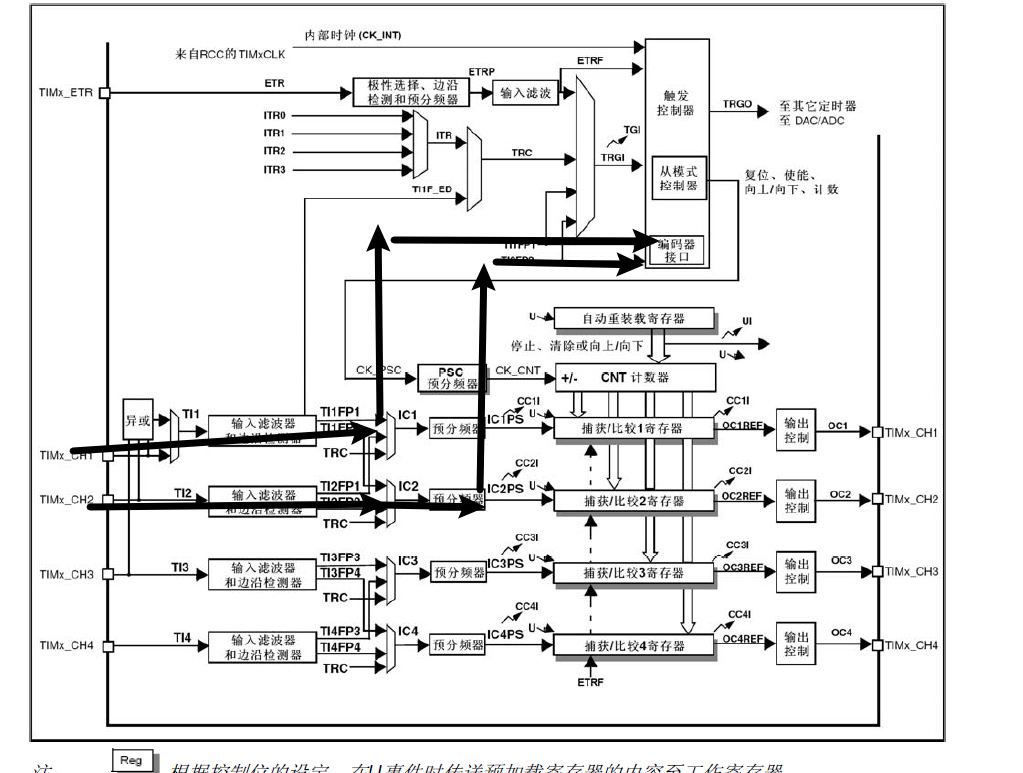 内部时钟(CK_INT)
来自RCC的TIMxCLK
TIMx_ETR
ETR
极性选择、边沿
检测和预分频器
ETRP
输入滤波
ETRF
触发
控制器
TRGO
至其它定时器
至 DAC/ADC
ITR0
ITR1
ITR2
ITR3
ITR
TRC
TI1F_ED
TGI
TRGI
从模式
控制器
复位、使能、
向上/向下、计数
TI1FP1
编码器
接口
U
自动重装载寄存器
UI
停止、清除或向上/向下
U
CK_PSC
PSC
预分频器
CK_CNT
+/-
CNT 计数器
异或
TI1
输入滤波器
和边沿检测器
TI1FP1
TRC
IC1
预分频器
IC1PS
CC1I
U
捕获/比较1寄存器
CC1I
OC1REF
输出
控制
OC1
TIMx_CH1
TIMx_CH1
TIMx_CH2
TI2
输入滤波器
和边沿检测器
TI2FP1
TRC
IC2
预分频器
IC2PS
CC2I
U
捕获/比较2寄存器
CC2I
OC2REF
输出
控制
OC2
TIMx_CH2
TIMx_CH3
TI3
输入滤波器
和边沿检测器
TI3FP3
TI3FP4
TRC
IC3
预分频器
IC3PS
CC3I
U
捕获/比较3寄存器
CC3I
OC3REF
输出
控制
OC3
TIMx_CH3
TIMx_CH4
TI4
输入滤波器
和边沿检测器
TI4FP3
TI4FP4
TRC
IC4
预分频器
IC4PS
CC4I
U
捕获/比较4寄存器
CC4I
OC4REF
输出
控制
OC4
TIMx_CH4
ETRF
Reg
根据控制位的设定，在U事件时传送预加载寄存器的内容至工作寄存器